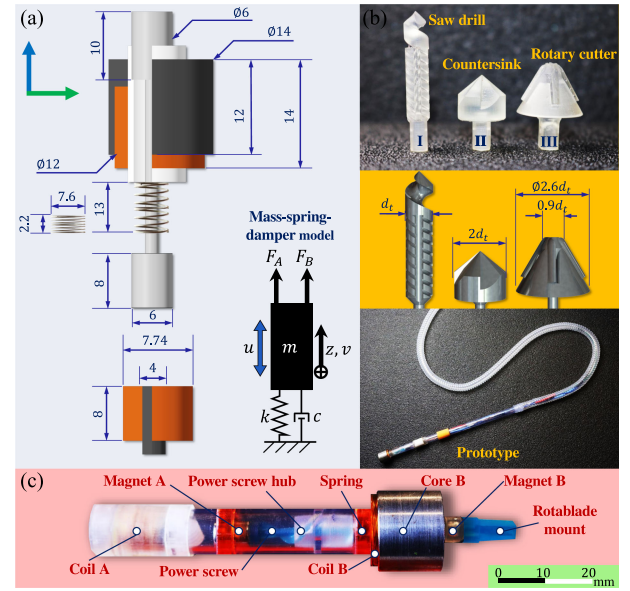 (a)
Ø6
Ø14
10
12
14
Ø12
7.6
2.2
13
8
6
7.74
4
8
Mass-spring-
damper model
F_A
F_B
u
m
z, v
k
c
(b)
Saw drill
Countersink
Rotary cutter
I
II
III
d_t
2d_t
Ø2.6d_t
0.9d_t
Prototype
(c)
Magnet A
Power screw hub
Spring
Core B
Magnet B
Coil A
Power screw
Coil B
Rotablade
mount
0
10
20
mm